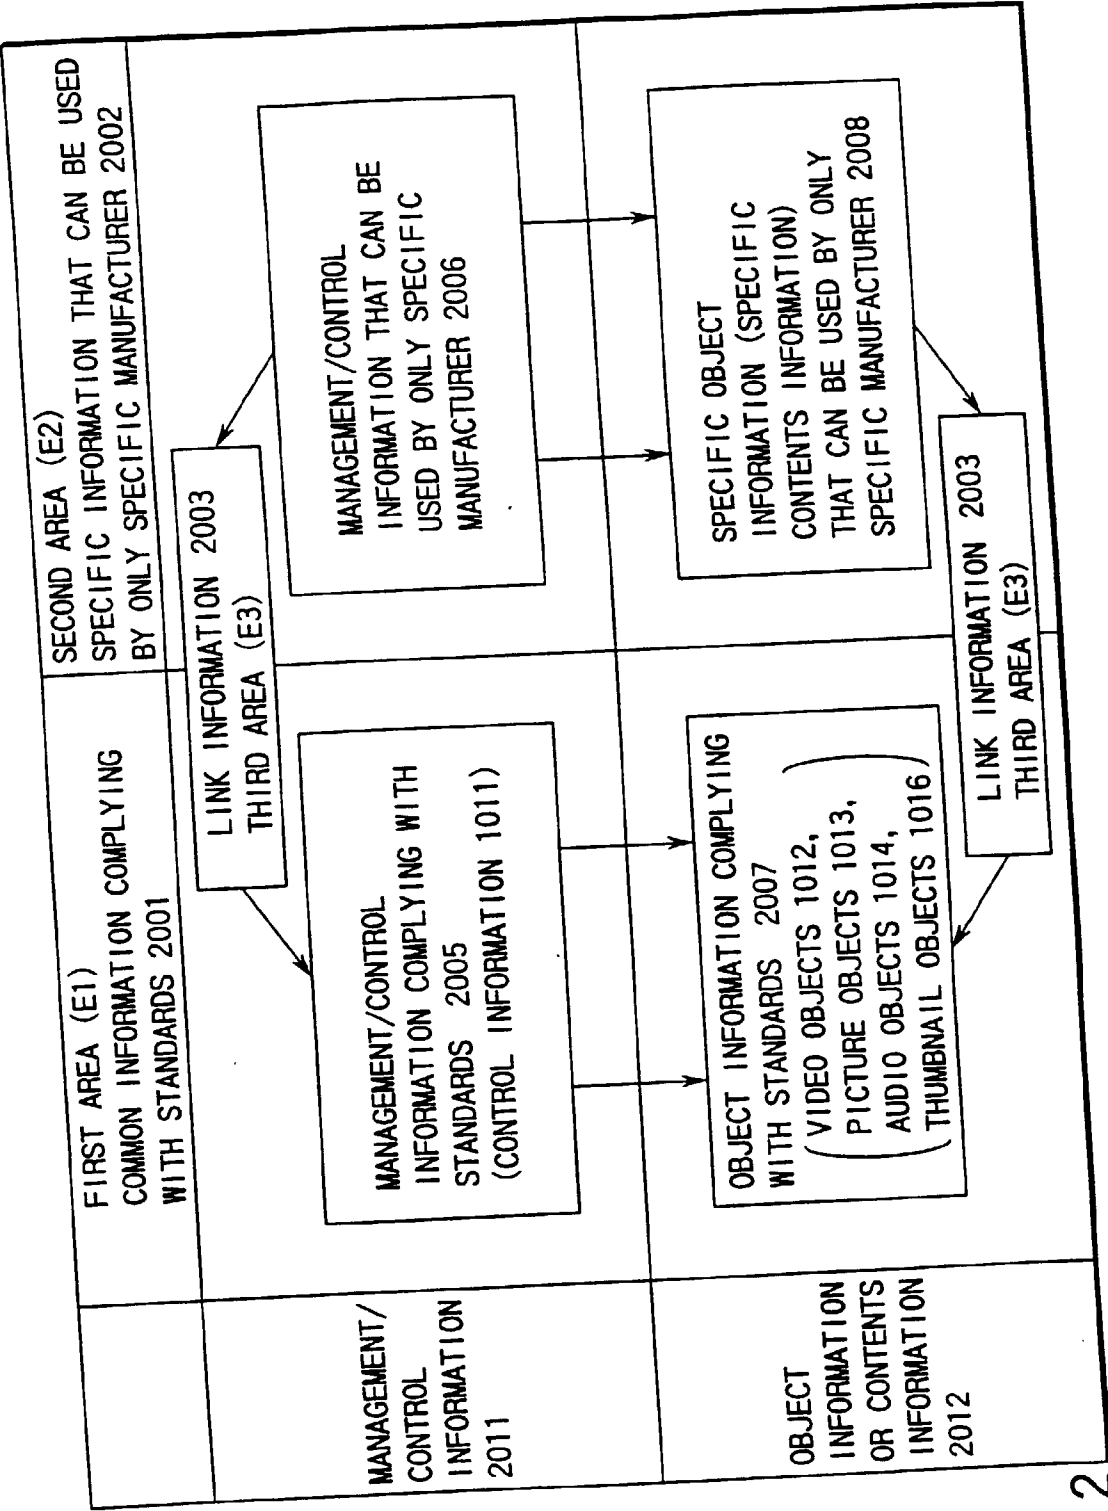 FIRST AREA (E1)
COMMON INFORMATION COMPLYING
WITH STANDARDS 2001
SECOND AREA (E2)
SPECIFIC INFORMATION THAT CAN BE USED
BY ONLY SPECIFIC MANUFACTURER 2002
MANAGEMENT/
CONTROL
INFORMATION
2011
LINK INFORMATION 2003
THIRD AREA (E3)
MANAGEMENT/CONTROL
INFORMATION COMPLYING WITH
STANDARDS 2005
(CONTROL INFORMATION 1011)
MANAGEMENT/CONTROL
INFORMATION THAT CAN BE
USED BY ONLY SPECIFIC
MANUFACTURER 2006
OBJECT
INFORMATION
OR CONTENTS
INFORMATION
2012
OBJECT INFORMATION COMPLYING
WITH STANDARDS 2007
(VIDEO OBJECTS 1012,
PICTURE OBJECTS 1013,
AUDIO OBJECTS 1014,
THUMBNAIL OBJECTS 1016)
SPECIFIC OBJECT
INFORMATION (SPECIFIC
CONTENTS INFORMATION)
THAT CAN BE USED BY ONLY
SPECIFIC MANUFACTURER 2008
LINK INFORMATION 2003
THIRD AREA (E3)
2